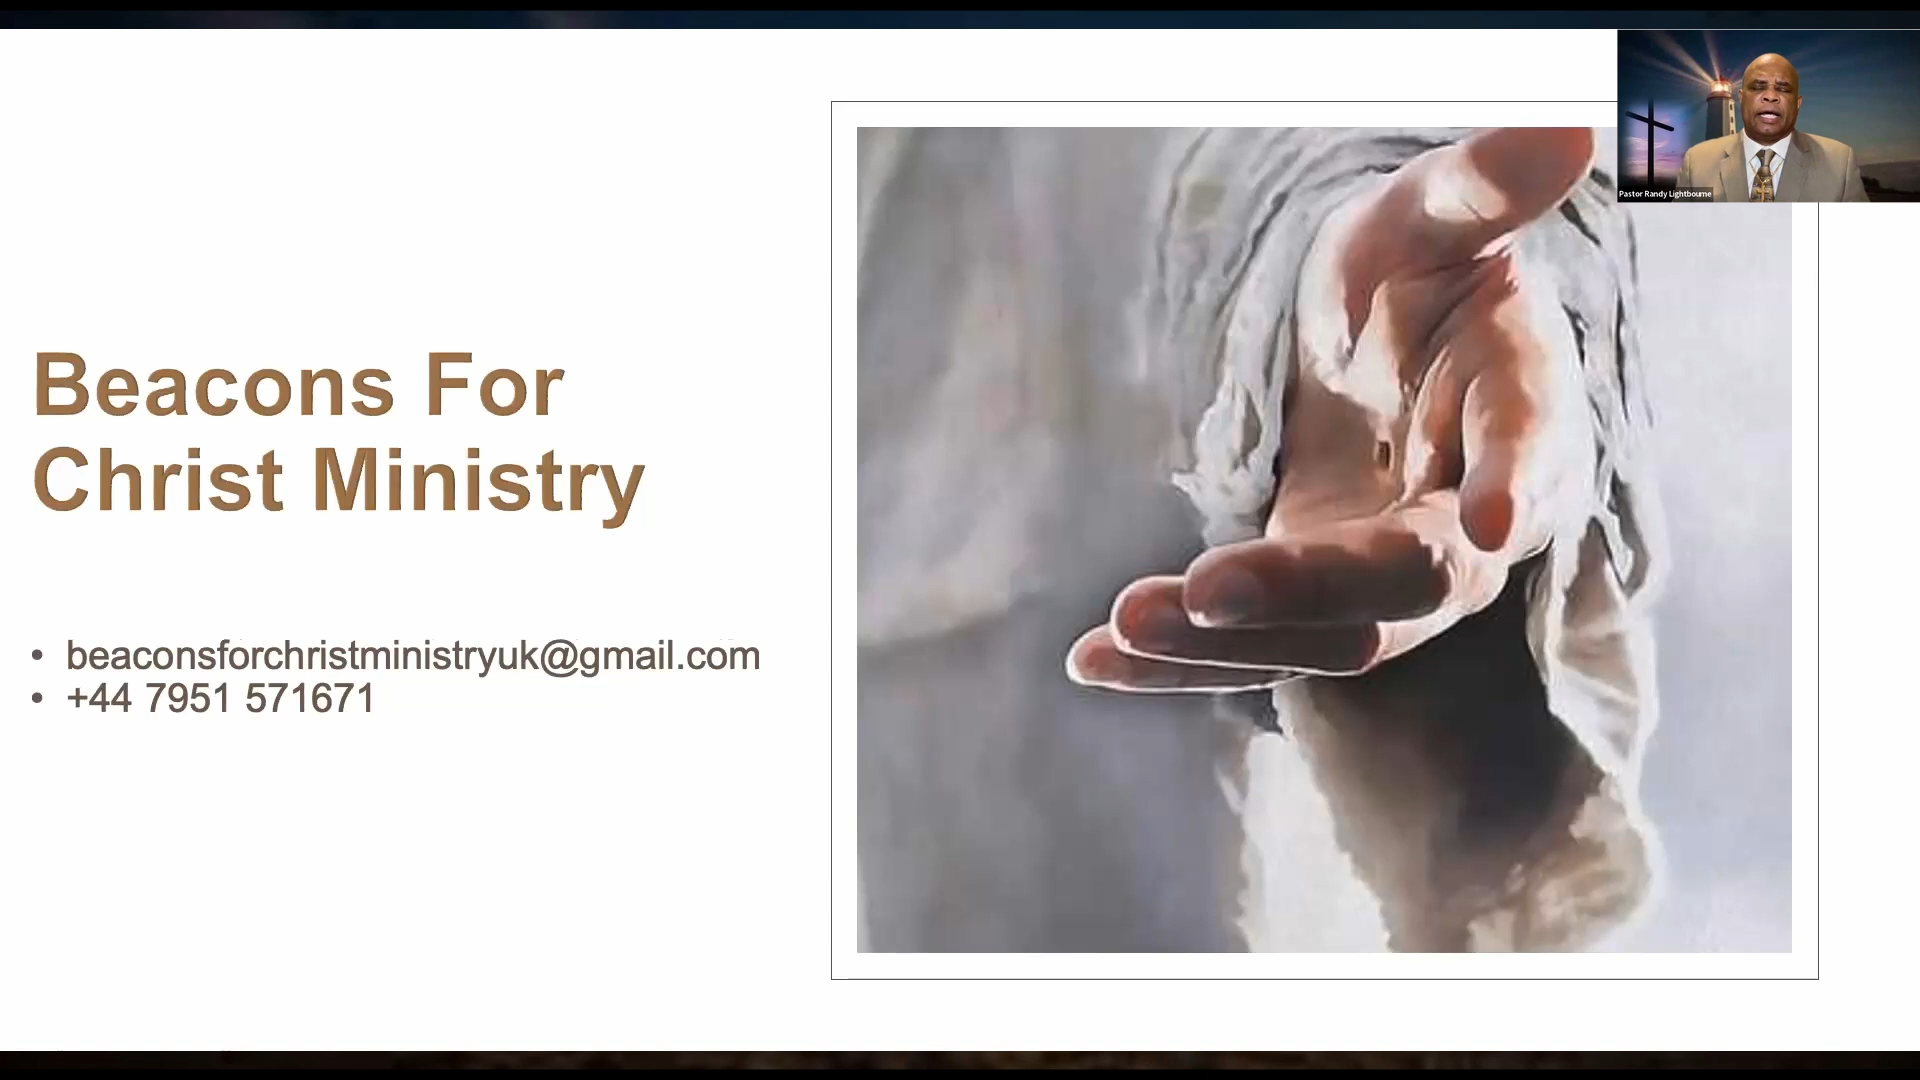 Beacons For
Christ Ministry
• beaconsforchristministryuk@gmail.com
• +44 7951 571671
Pastor Randy Lightbourne